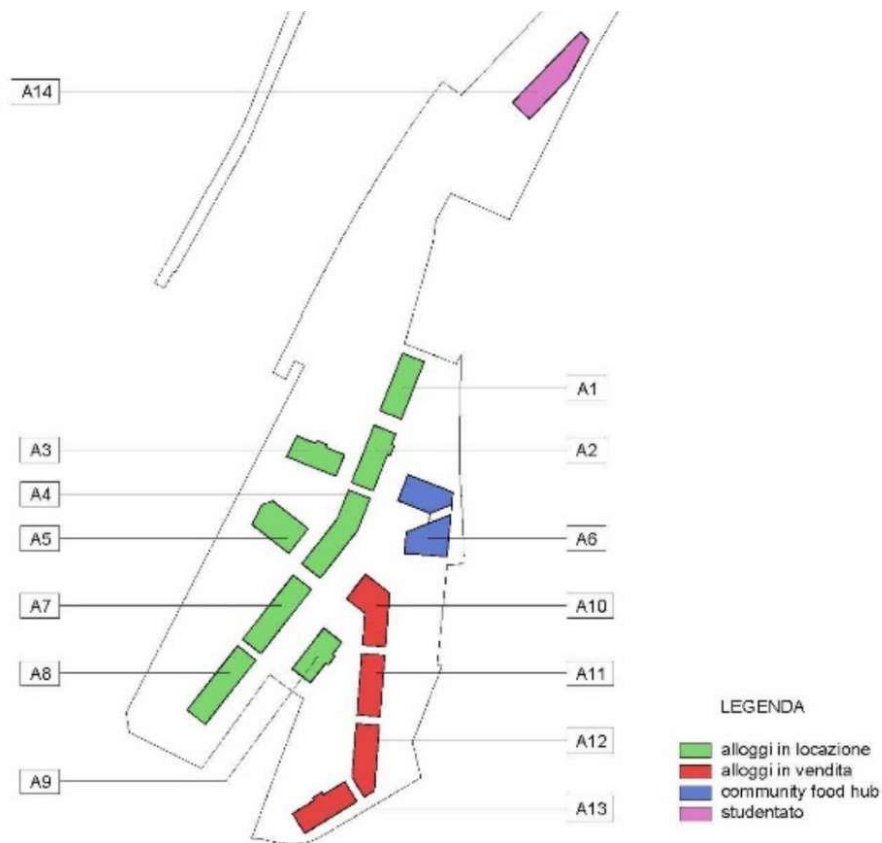 A14
A1
A3
A2
A4
A5
A6
A7
A10
A8
A11
A12
A9
A13
LEGENDA
alloggi in locazione
alloggi in vendita
community food hub
studentato